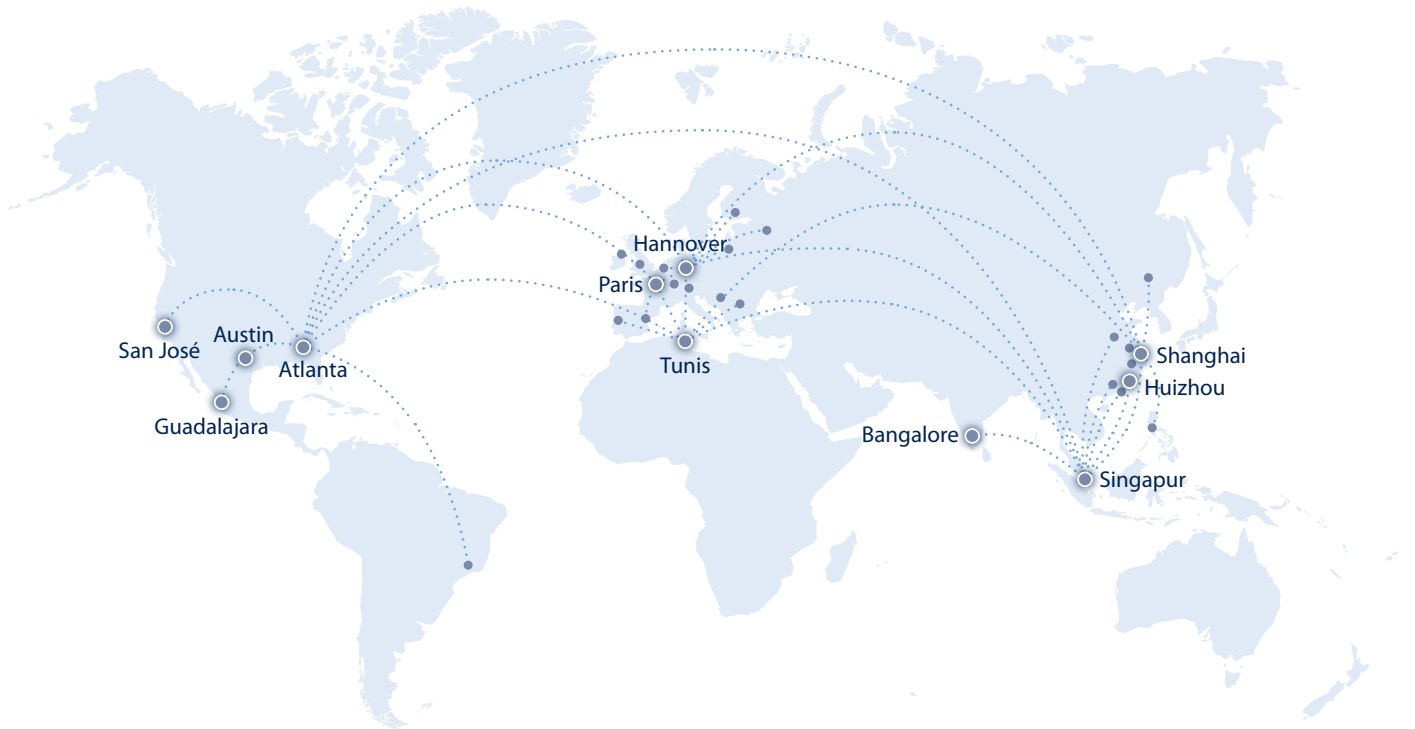 Hannover
Paris
Austin
San José
Atlanta
Shanghai
Tunis
Huizhou
Guadalajara
Bangalore
Singapur